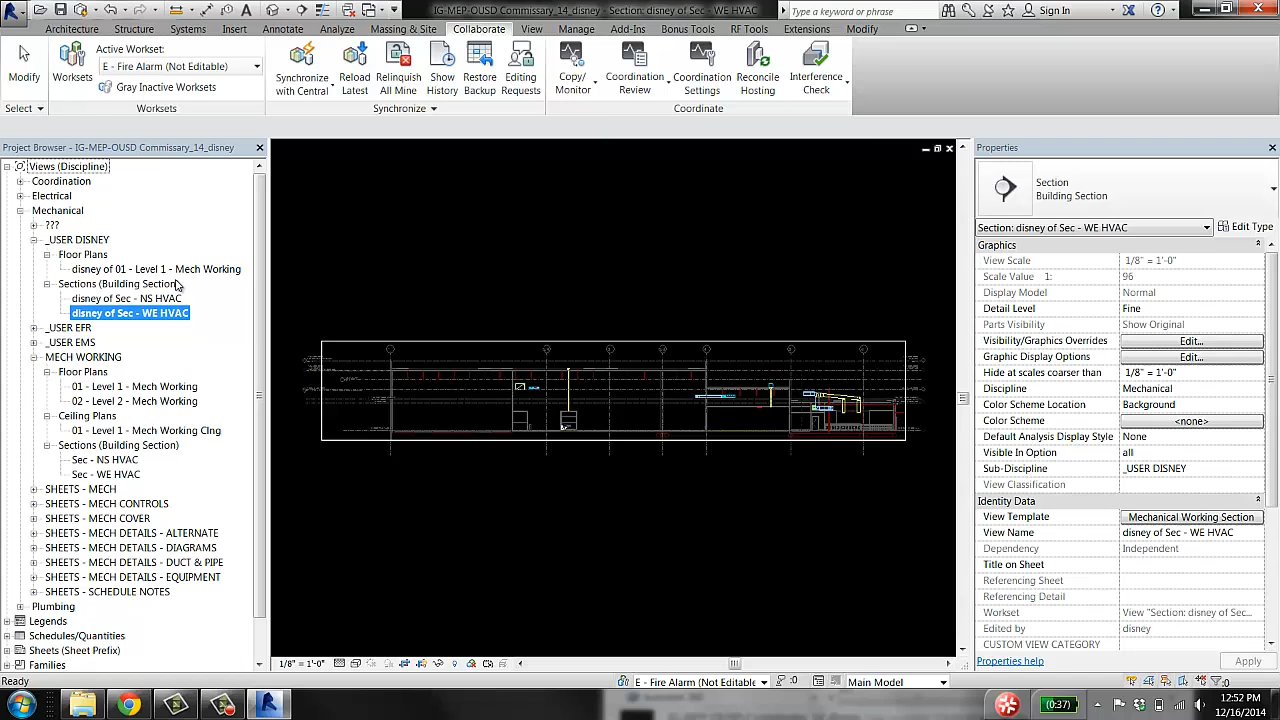 IG-MEP-OUSD Commissary_14_disney - Section: disney of Sec - WE HVAC
Type a keyword or phrase
Sign In
Architecture Structure Systems Insert Annotate Analyze Massing & Site Collaborate View Manage Add-Ins Bonus Tools RF Tools Extensions Modify
Modify
Worksets
Active Workset:
E - Fire Alarm (Not Editable)
Gray Inactive Worksets
Synchronize with Central
Reload Latest
Relinquish All Mine
Show History
Restore Backup
Editing Requests
Copy/ Monitor
Coordination Review
Coordination Settings
Reconcile Hosting
Interference Check
Select Worksets Synchronize Coordinate
Project Browser - IG-MEP-OUSD Commissary_14_disney
Views (Discipline)
Coordination
Electrical
Mechanical
???
_USER DISNEY
Floor Plans
disney of 01 - Level 1 - Mech Working
Sections (Building Section)
disney of Sec - NS HVAC
disney of Sec - WE HVAC
_USER EFR
_USER EMS
MECH WORKING
Floor Plans
01 - Level 1 - Mech Working
02 - Level 2 - Mech Working
Ceiling Plans
01 - Level 1 - Mech Working Clng
Sections (Building Section)
Sec - NS HVAC
Sec - WE HVAC
SHEETS - MECH
SHEETS - MECH CONTROLS
SHEETS - MECH COVER
SHEETS - MECH DETAILS - ALTERNATE
SHEETS - MECH DETAILS - DIAGRAMS
SHEETS - MECH DETAILS - DUCT & PIPE
SHEETS - MECH DETAILS - EQUIPMENT
SHEETS - SCHEDULE NOTES
Plumbing
Legends
Schedules/Quantities
Sheets (Sheet Prefix)
Families
Properties
Section
Building Section
Section: disney of Sec - WE HVAC Edit Type
Graphics
View Scale 1/8" = 1'-0"
Scale Value 1: 96
Display Model Normal
Detail Level Fine
Parts Visibility Show Original
Visibility/Graphics Overrides Edit...
Graphic Display Options Edit...
Hide at scales coarser than 1/8" = 1'-0"
Discipline Mechanical
Color Scheme Location Background
Color Scheme <none>
Default Analysis Display Style None
Visible In Option all
Sub-Discipline _USER DISNEY
View Classification
Identity Data
View Template Mechanical Working Section
View Name disney of Sec - WE HVAC
Dependency Independent
Title on Sheet
Referencing Sheet
Referencing Detail
Workset View "Section: disney of Sec...
Edited by disney
CUSTOM VIEW CATEGORY
Properties help Apply
1/8" = 1'-0"
Ready
E - Fire Alarm (Not Editable :0 Main Model :0
(0:37)
12:52 PM
12/16/2014